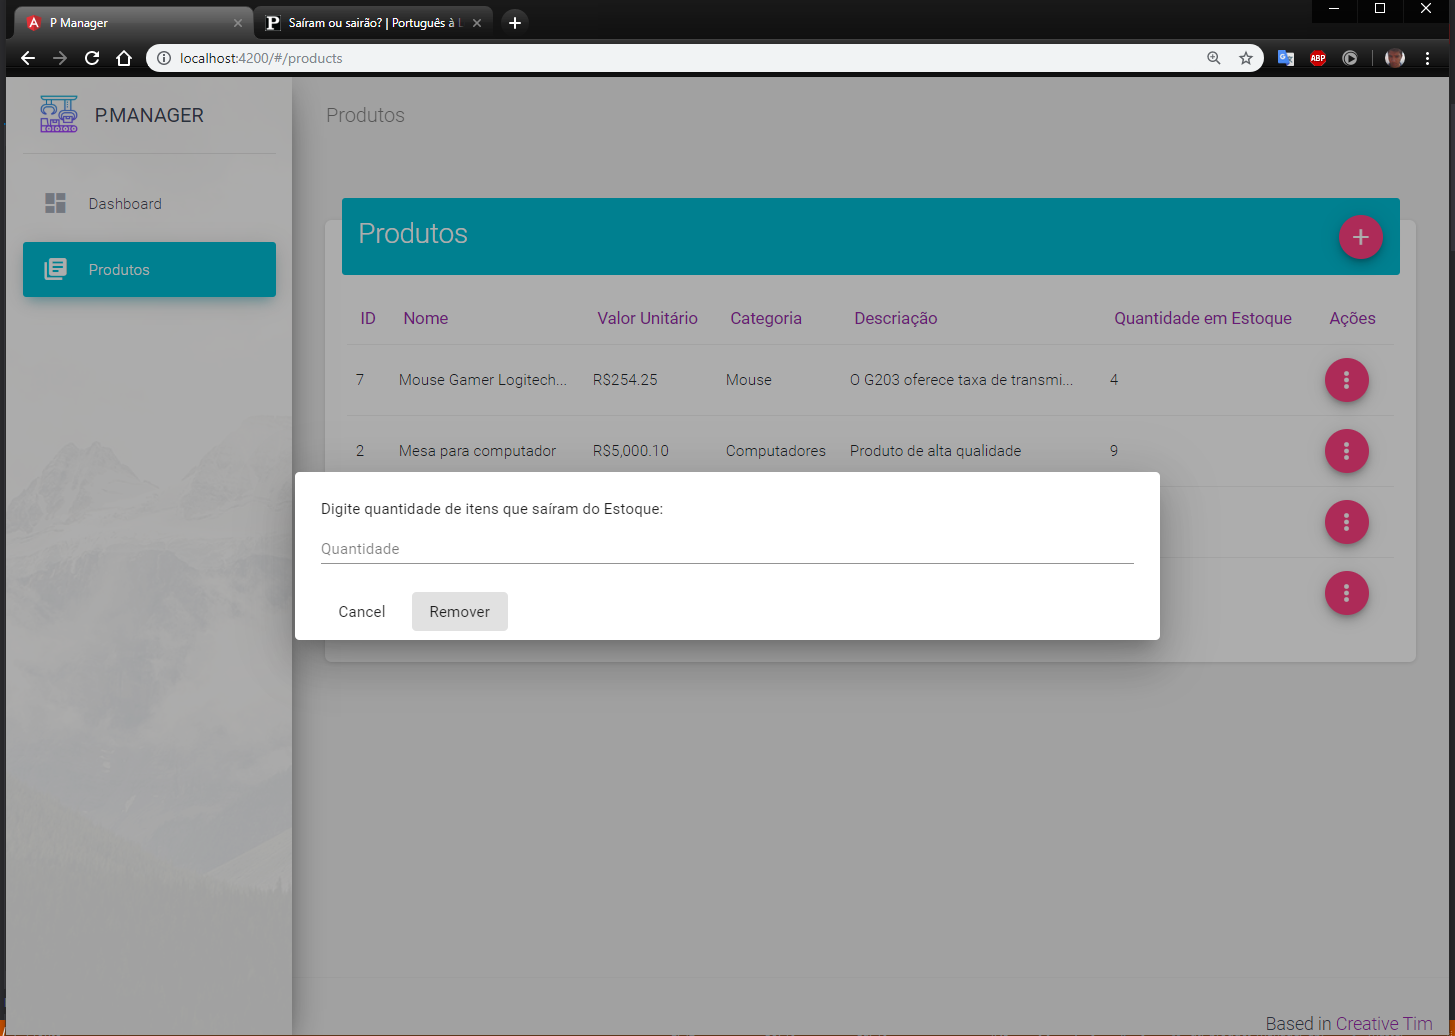 P Manager
Saíram ou sairão? | Português à L
localhost:4200/#/products
ABP
P.MANAGER
Produtos
Dashboard
Produtos
Produtos
ID Nome Valor Unitário Categoria Descriação Quantidade em Estoque Ações
7 Mouse Gamer Logitech... R$254.25 Mouse O G203 oferece taxa de transmi... 4
2 Mesa para computador R$5,000.10 Computadores Produto de alta qualidade 9
Digite quantidade de itens que saíram do Estoque:
Quantidade
Cancel Remover
Based in Creative Tim